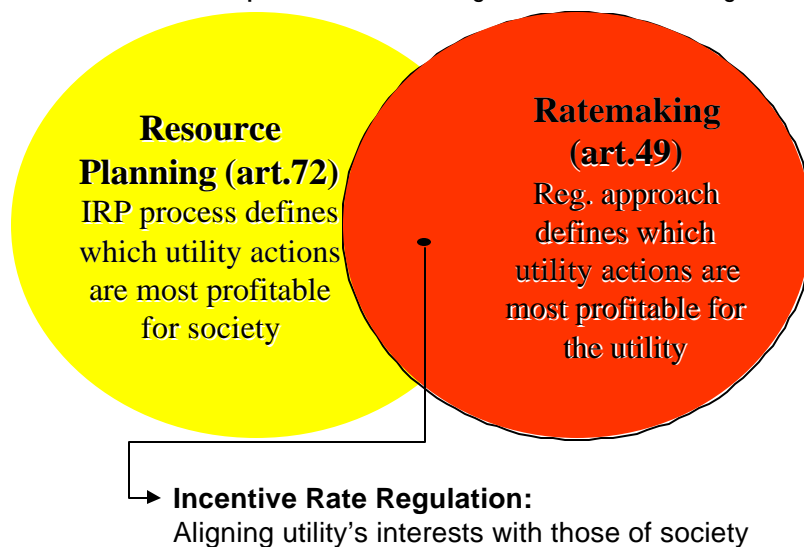 Resource
Planning (art.72)
IRP process defines
which utility actions
are most profitable
for society
Ratemaking
(art.49)
Reg. approach
defines which
utility actions are
most profitable for
the utility
Incentive Rate Regulation:
Aligning utility's interests with those of society